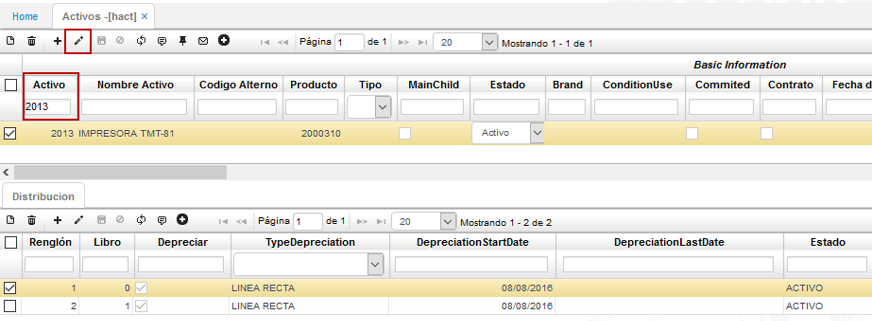 Home Activos -[hact] ×
Página 1 de 1 20 Mostrando 1 - 1 de 1
Basic Information
Activo Nombre Activo Codigo Alterno Producto Tipo MainChild Estado Brand ConditionUse Commited Contrato Fecha d
2013
2013 IMPRESORA TMT-81 2000310 Activo
Distribucion
Página 1 de 1 20 Mostrando 1 - 2 de 2
Renglón Libro Depreciar TypeDepreciation DepreciationStartDate DepreciationLastDate Estado
1 0 LINEA RECTA 08/08/2016 ACTIVO
2 1 LINEA RECTA 08/08/2016 ACTIVO